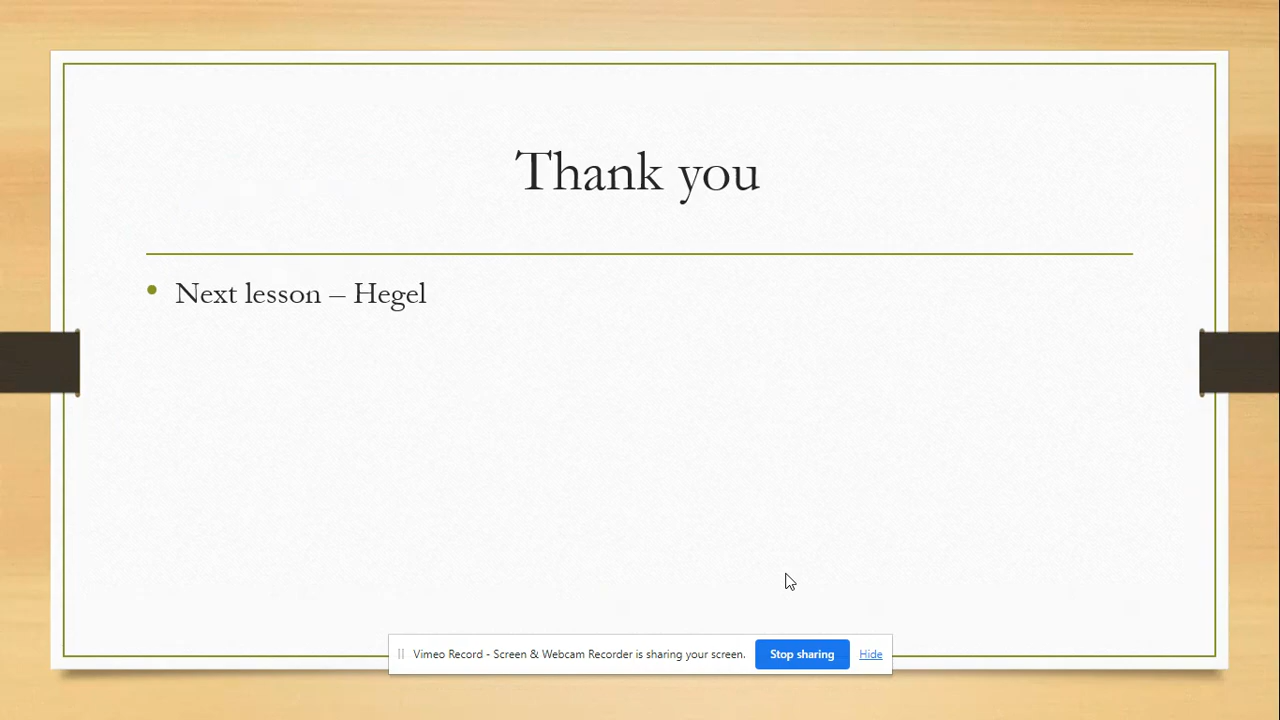 Thank you
• Next lesson – Hegel
Vimeo Record - Screen & Webcam Recorder is sharing your screen. Stop sharing Hide